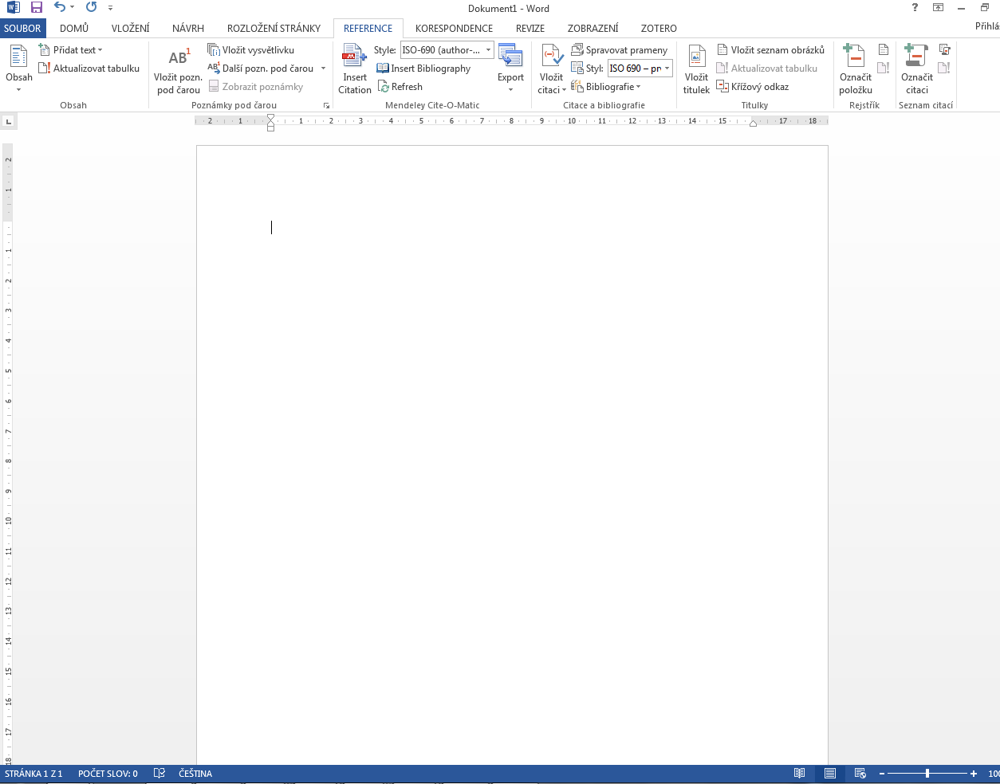 Dokument1 - Word
?
SOUBOR DOMŮ VLOŽENÍ NÁVRH ROZLOŽENÍ STRÁNKY REFERENCE KORESPONDENCE REVIZE ZOBRAZENÍ ZOTERO Přihlá
Obsah
Přidat text
Aktualizovat tabulku
Obsah
AB1
Vložit pozn.
pod čarou
Vložit vysvětlivku
AB1 Další pozn. pod čarou
Zobrazit poznámky
Poznámky pod čarou
Insert
Citation
Style: ISO-690 (author-...
Insert Bibliography
Refresh
Export
Mendeley Cite-O-Matic
Vložit
citaci
Spravovat prameny
Styl: ISO 690 – pr
Bibliografie
Citace a bibliografie
Vložit
titulek
Vložit seznam obrázků
Aktualizovat tabulku
Křížový odkaz
Titulky
Označit
položku
Rejstřík
Označit
citaci
Seznam citací
2 1 1 2 3 4 5 6 7 8 9 10 11 12 13 14 15 17 18
2
1
1
2
3
4
5
6
7
8
9
10
11
12
13
14
15
16
17
18
STRÁNKA 1 Z 1 POČET SLOV: 0 ČEŠTINA 100